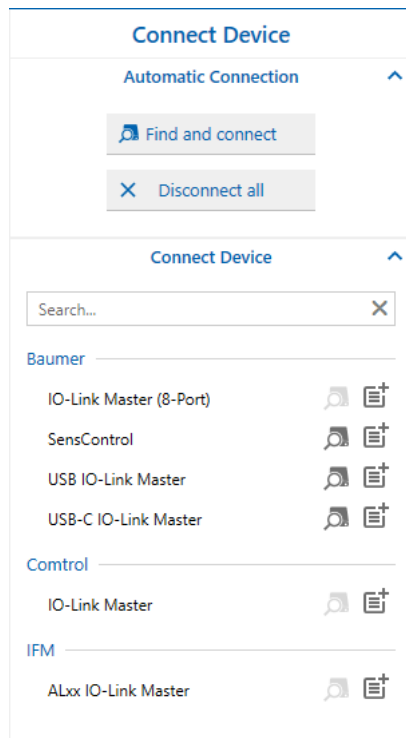 Connect Device
Automatic Connection
Find and connect
Disconnect all
Connect Device
Search...
Baumer
IO-Link Master (8-Port)
SensControl
USB IO-Link Master
USB-C IO-Link Master
Comtrol
IO-Link Master
IFM
ALxx IO-Link Master